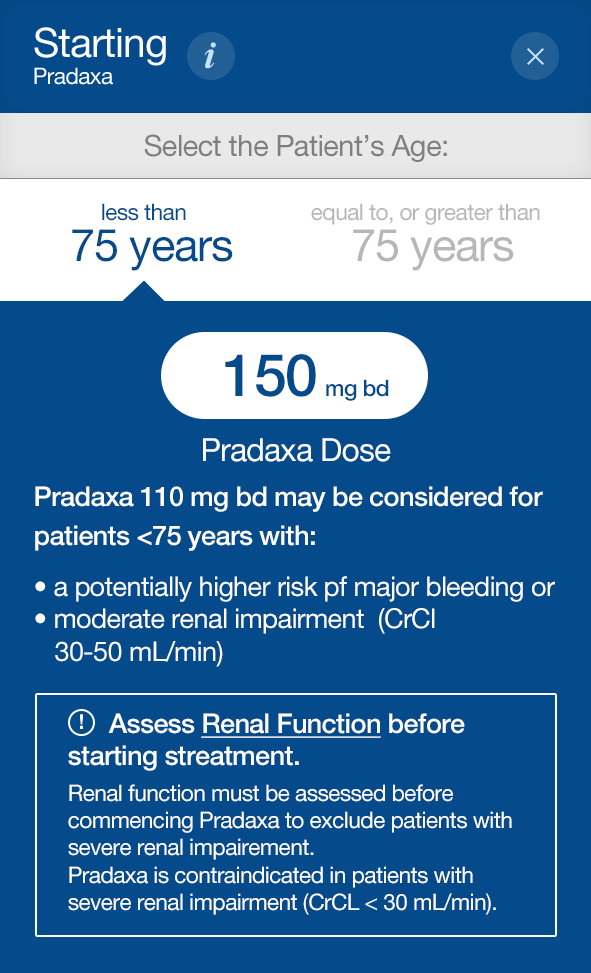 Starting
Pradaxa
i
Select the Patient's Age:
less than
75 years
equal to, or greater than
75 years
150 mg bd
Pradaxa Dose
Pradaxa 110 mg bd may be considered for
patients <75 years with:
• a potentially higher risk pf major bleeding or
• moderate renal impairment (CrCl
30-50 mL/min)
! Assess Renal Function before
starting streatment.
Renal function must be assessed before
commencing Pradaxa to exclude patients with
severe renal impairement.
Pradaxa is contraindicated in patients with
severe renal impairment (CrCL < 30 mL/min).